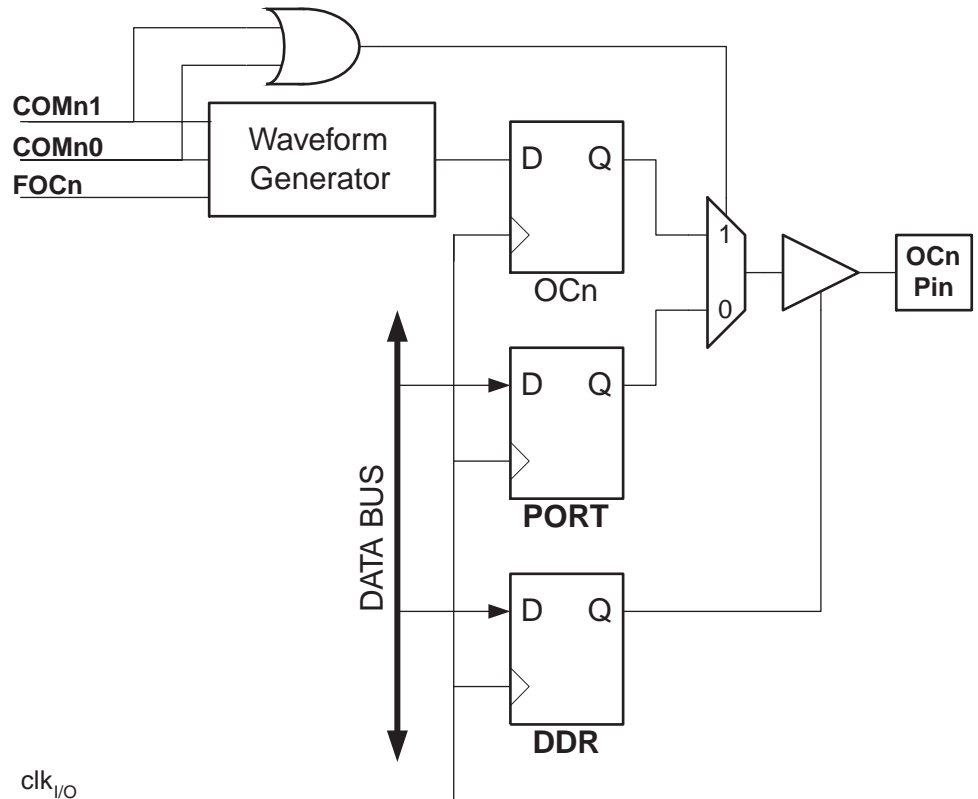 COMn1
COMn0
FOCn
Waveform
Generator
D Q
OCn
1
0
OCn
Pin
D Q
PORT
DATA BUS
D Q
DDR
clkI/O